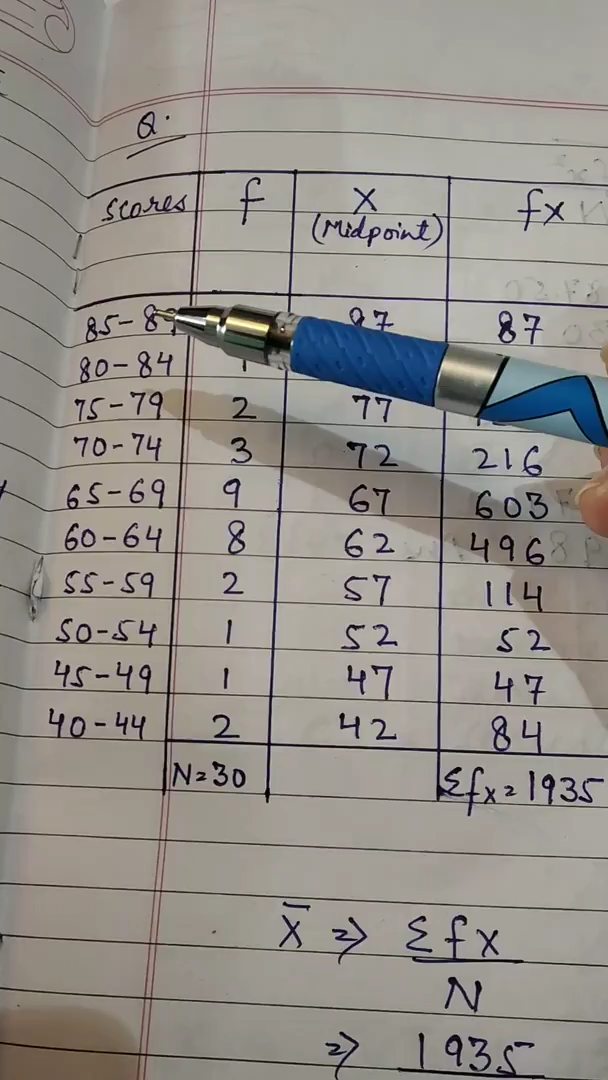 Q.
Scores f X fx
(Midpoint)
85-8 87 87
80-84 1
75-79 2 77
70-74 3 72 216
65-69 9 67 603
60-64 8 62 496
55-59 2 57 114
50-54 1 52 52
45-49 1 47 47
40-44 2 42 84
N=30 Σfx=1935
X̄ ⇒ Σfx
N
⇒ 1935